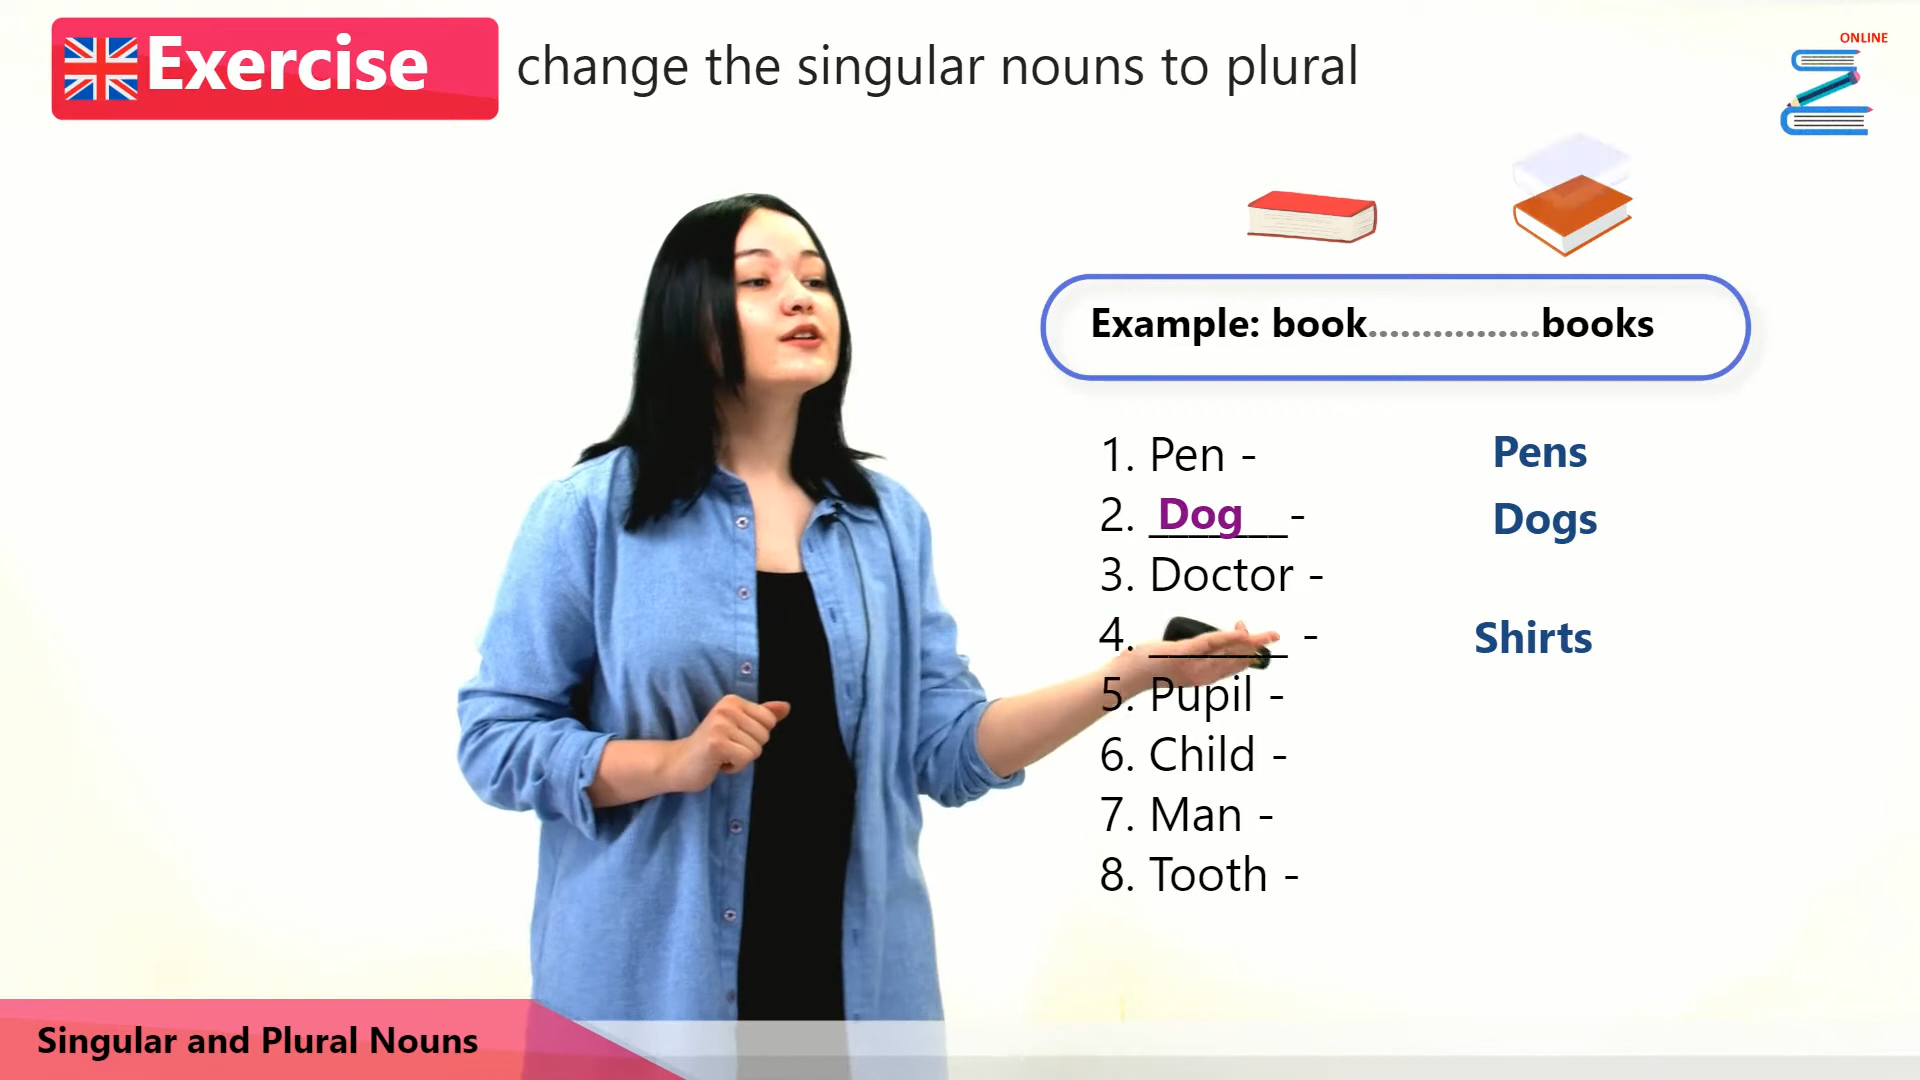 Exercise change the singular nouns to plural
ONLINE
Example: book...............books
1. Pen - Pens
2. Dog - Dogs
3. Doctor -
4. _______ - Shirts
5. Pupil -
6. Child -
7. Man -
8. Tooth -
Singular and Plural Nouns